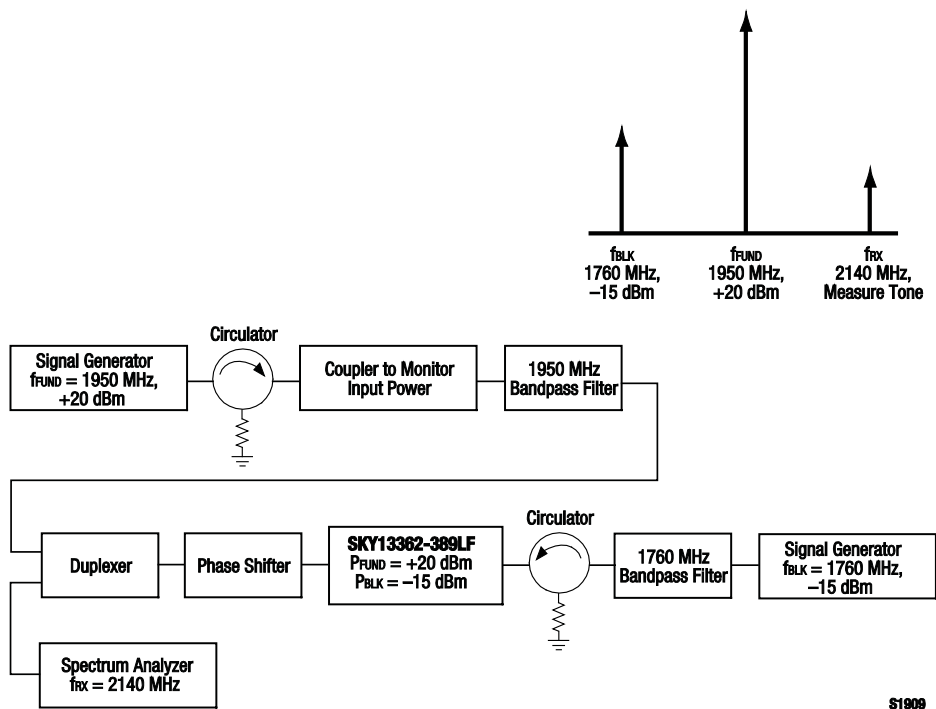 fBLK
1760 MHz,
–15 dBm
fFUND
1950 MHz,
+20 dBm
fRX
2140 MHz,
Measure Tone
Signal Generator
fFUND = 1950 MHz,
+20 dBm
Circulator
Coupler to Monitor
Input Power
1950 MHz
Bandpass Filter
Duplexer
Phase Shifter
SKY13362-389LF
PFUND = +20 dBm
PBLK = –15 dBm
Circulator
1760 MHz
Bandpass Filter
Signal Generator
fBLK = 1760 MHz,
–15 dBm
Spectrum Analyzer
fRX = 2140 MHz
S1909